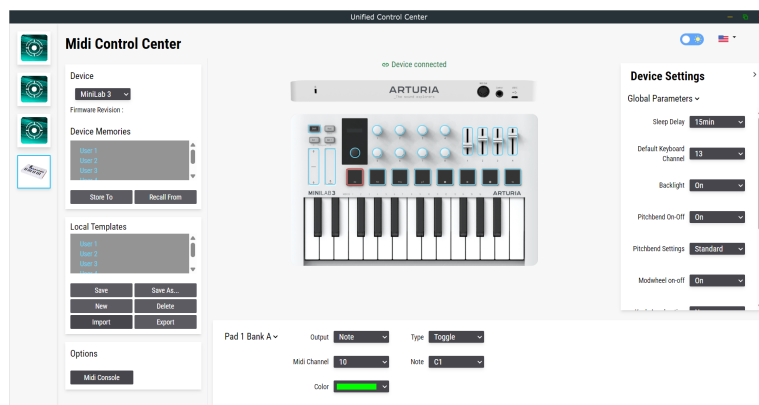 Unified Control Center
Midi Control Center
Device connected
Device
MiniLab 3
Firmware Revision :
Device Memories
User 1
User 2
User 3
Store To
Recall From
Local Templates
User 1
User 2
User 3
Save
Save As...
New
Delete
Import
Export
Options
Midi Console
ARTURIA
MINILAB 3
ARTURIA
Pad 1 Bank A
Output
Note
Type
Toggle
Midi Channel
10
Note
C1
Color
Device Settings
Global Parameters
Sleep Delay
15min
Default Keyboard
Channel
13
Backlight
On
Pitchbend On-Off
On
Pitchbend Settings
Standard
Modwheel on-off
On